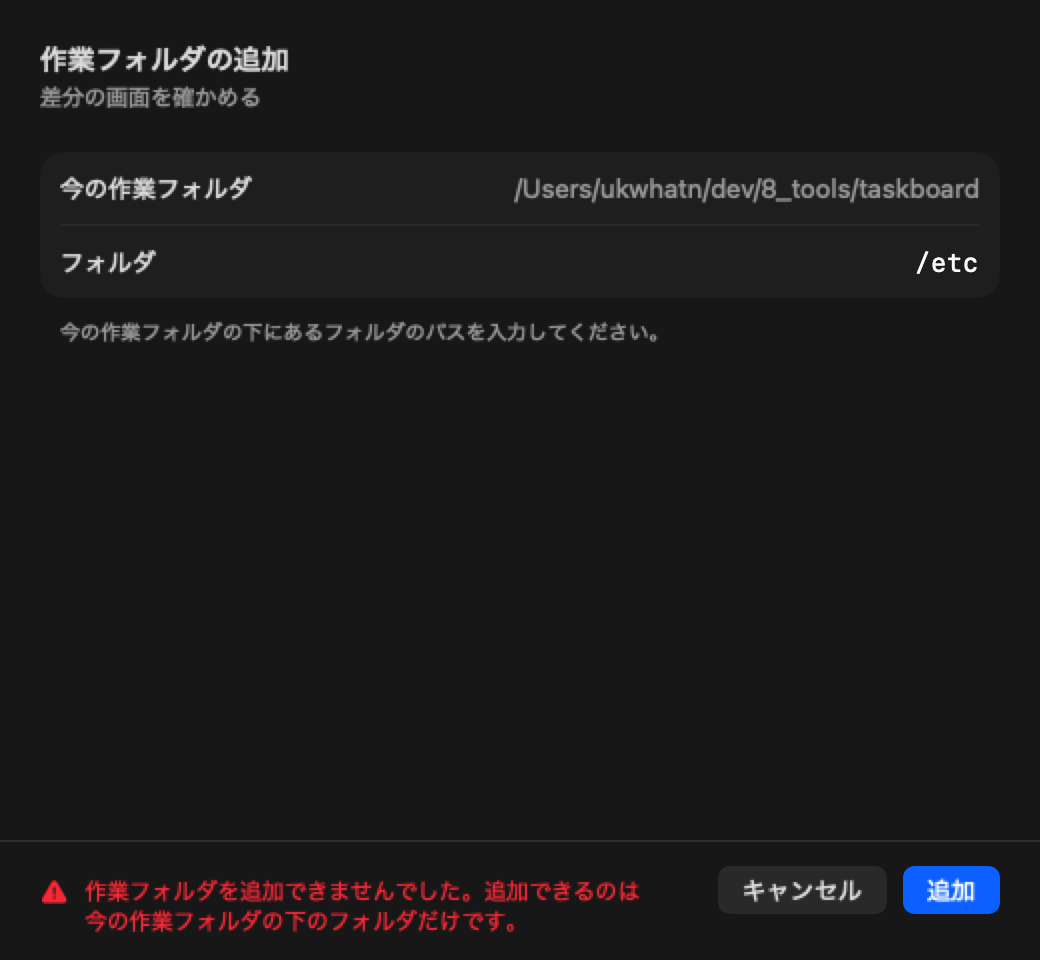 作業フォルダの追加
差分の画面を確かめる
今の作業フォルダ /Users/ukwhatn/dev/8_tools/taskboard
フォルダ /etc
今の作業フォルダの下にあるフォルダのパスを入力してください。
作業フォルダを追加できませんでした。追加できるのは
今の作業フォルダの下のフォルダだけです。
キャンセル 追加